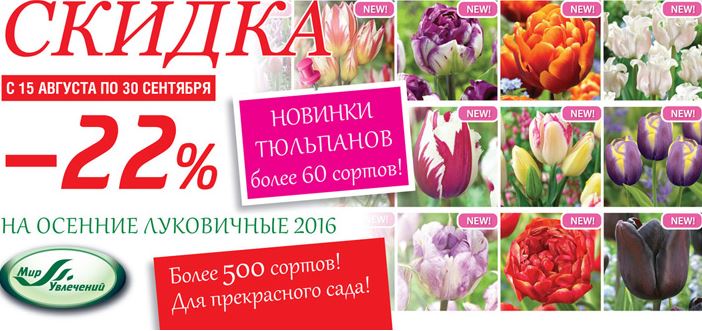 СКИДКА
С 15 АВГУСТА ПО 30 СЕНТЯБРЯ
–22%
НА ОСЕННИЕ ЛУКОВИЧНЫЕ 2016
Мир
Увлечений
НОВИНКИ
ТЮЛЬПАНОВ
более 60 сортов!
Более 500 сортов!
Для прекрасного сада!
NEW!
NEW!
NEW!
NEW!
NEW!
NEW!
NEW!
NEW!
NEW!
NEW!